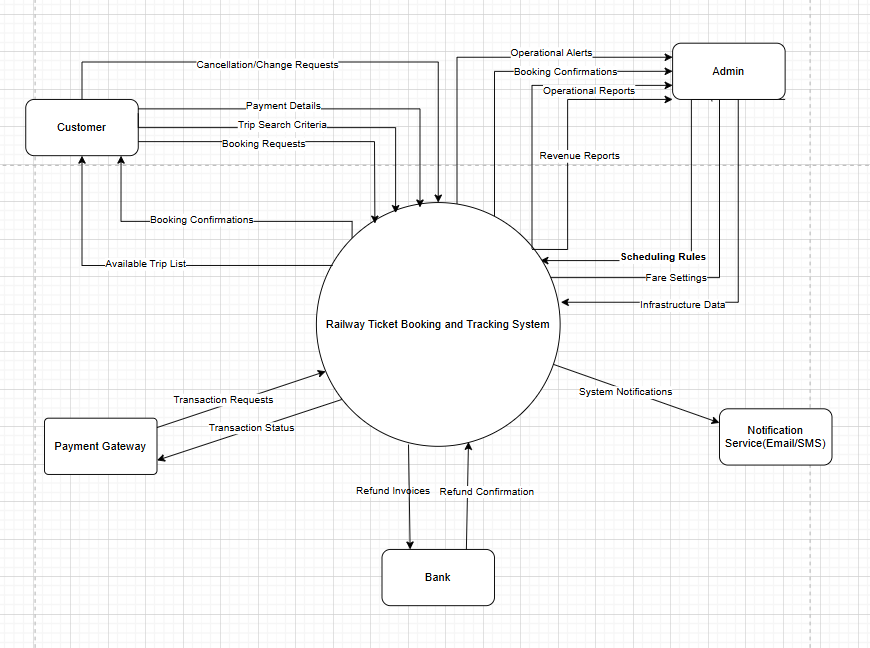 Operational Alerts
Cancellation/Change Requests
Admin
Booking Confirmations
Operational Reports
Payment Details
Customer
Trip Search Criteria
Booking Requests
Revenue Reports
Booking Confirmations
Scheduling Rules
Available Trip List
Fare Settings
Infrastructure Data
Railway Ticket Booking and Tracking System
System Notifications
Transaction Requests
Transaction Status
Notification
Service(Email/SMS)
Payment Gateway
Refund Invoices
Refund Confirmation
Bank